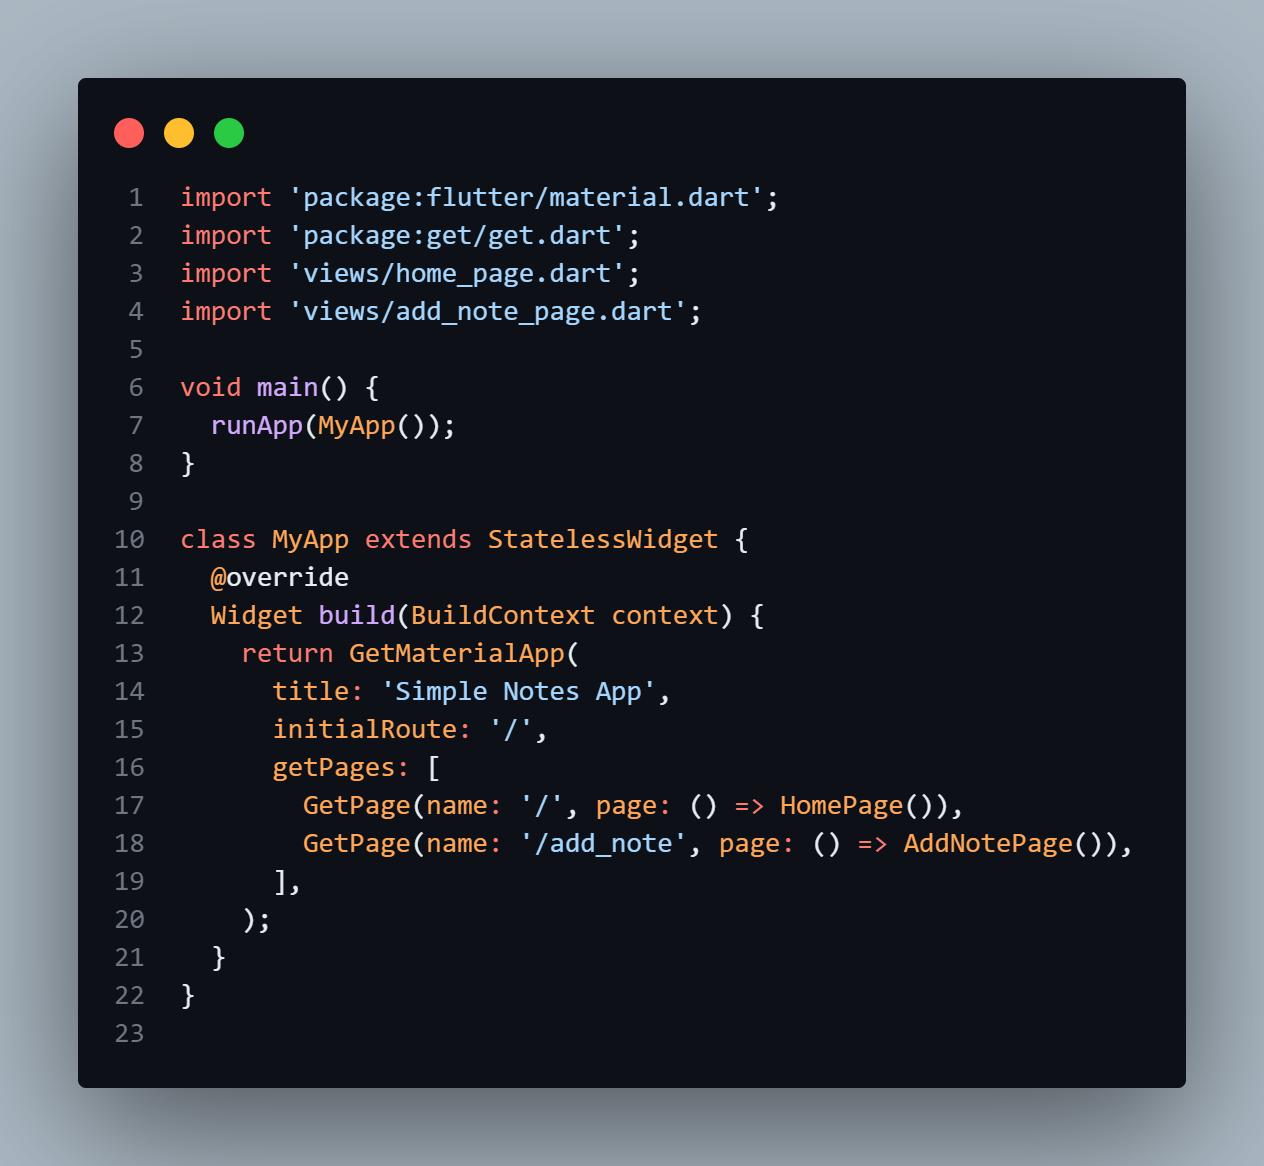 1 import 'package:flutter/material.dart';
2 import 'package:get/get.dart';
3 import 'views/home_page.dart';
4 import 'views/add_note_page.dart';
5
6 void main() {
7   runApp(MyApp());
8 }
9
10 class MyApp extends StatelessWidget {
11   @override
12   Widget build(BuildContext context) {
13     return GetMaterialApp(
14       title: 'Simple Notes App',
15       initialRoute: '/',
16       getPages: [
17         GetPage(name: '/', page: () => HomePage()),
18         GetPage(name: '/add_note', page: () => AddNotePage()),
19       ],
20     );
21   }
22 }
23